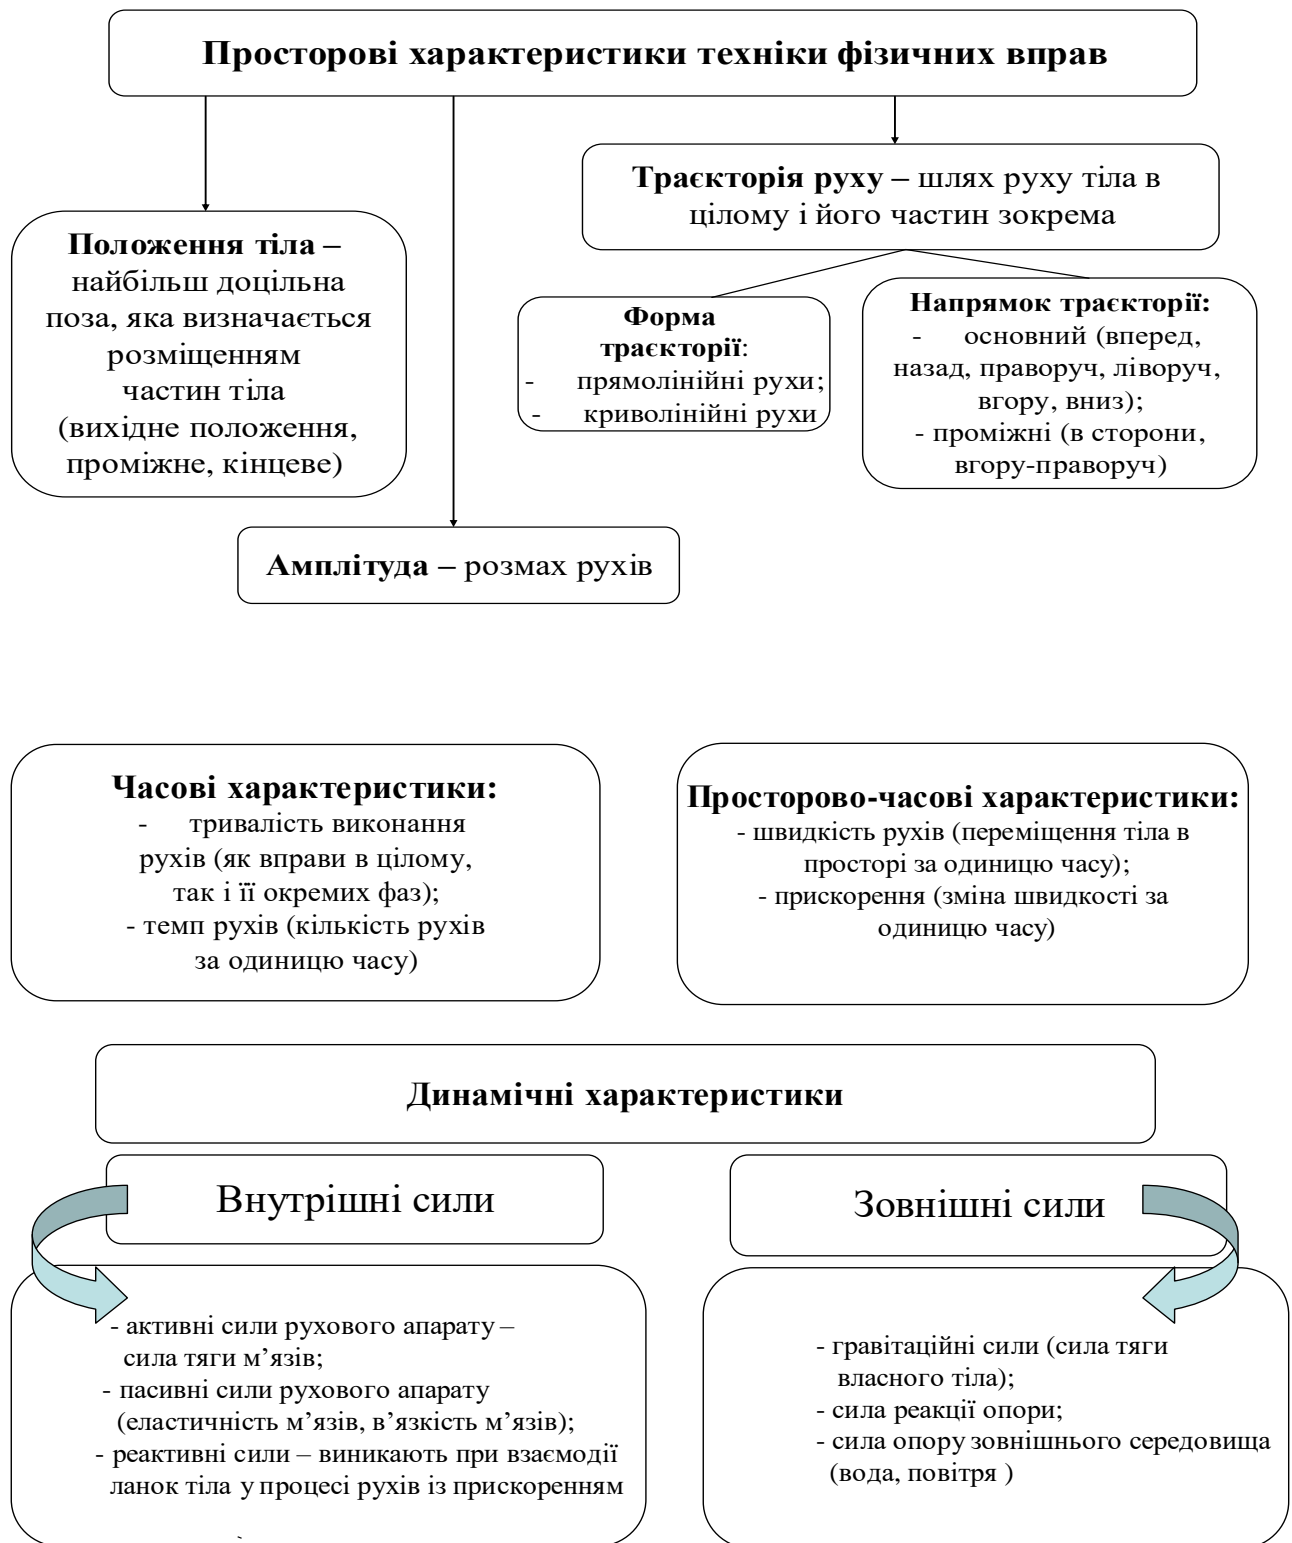 Просторові характеристики техніки фізичних вправ
Траєкторія руху – шлях руху тіла в
цілому і його частин зокрема
Положення тіла –
найбільш доцільна
поза, яка визначається
розміщенням
частин тіла
(вихідне положення,
проміжне, кінцеве)
Форма
траєкторії:
- прямолінійні рухи;
- криволінійні рухи
Напрямок траєкторії:
- основний (вперед,
назад, праворуч, ліворуч,
вгору, вниз);
- проміжні (в сторони,
вгору-праворуч)
Амплітуда – розмах рухів
Часові характеристики:
- тривалість виконання
рухів (як вправи в цілому,
так і її окремих фаз);
- темп рухів (кількість рухів
за одиницю часу)
Просторово-часові характеристики:
- швидкість рухів (переміщення тіла в
просторі за одиницю часу);
- прискорення (зміна швидкості за
одиницю часу)
Динамічні характеристики
Внутрішні сили
Зовнішні сили
- активні сили рухового апарату –
сила тяги м’язів;
- пасивні сили рухового апарату
(еластичність м’язів, в’язкість м’язів);
- реактивні сили – виникають при взаємодії
ланок тіла у процесі рухів із прискоренням
- гравітаційні сили (сила тяги
власного тіла);
- сила реакції опори;
- сила опору зовнішнього середовища
(вода, повітря )